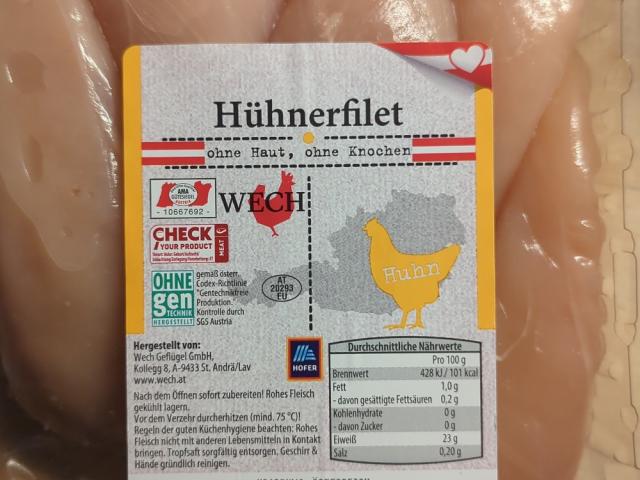 Hühnerfilet
ohne Haut, ohne Knochen
AMA
GÜTESIEGEL
- 10667692 -
WECH
CHECK
YOUR PRODUCT
MEAT
OHNE
gen
TECHNIK
HERGESTELLT
gemäß österr.
Codex-Richtlinie
"Gentechnikfreie
Produktion."
Kontrolle durch
SGS Austria
AT
20293
EU
Huhn
Hergestellt von:
Wech Geflügel GmbH,
Kollegg 8, A-9433 St. Andrä/Lav
www.wech.at
HOFER
Nach dem Öffnen sofort zubereiten! Rohes Fleisch
gekühlt lagern.
Vor dem Verzehr durcherhitzen (mind. 75 °C)!
Regeln der guten Küchenhygiene beachten: Rohes
Fleisch nicht mit anderen Lebensmitteln in Kontakt
bringen. Tropfsaft sorgfältig entsorgen. Geschirr &
Hände gründlich reinigen.
Durchschnittliche Nährwerte
Pro 100 g
Brennwert 428 kJ / 101 kcal
Fett 1,0 g
- davon gesättigte Fettsäuren 0,2 g
Kohlenhydrate 0 g
- davon Zucker 0 g
Eiweiß 23 g
Salz 0,20 g